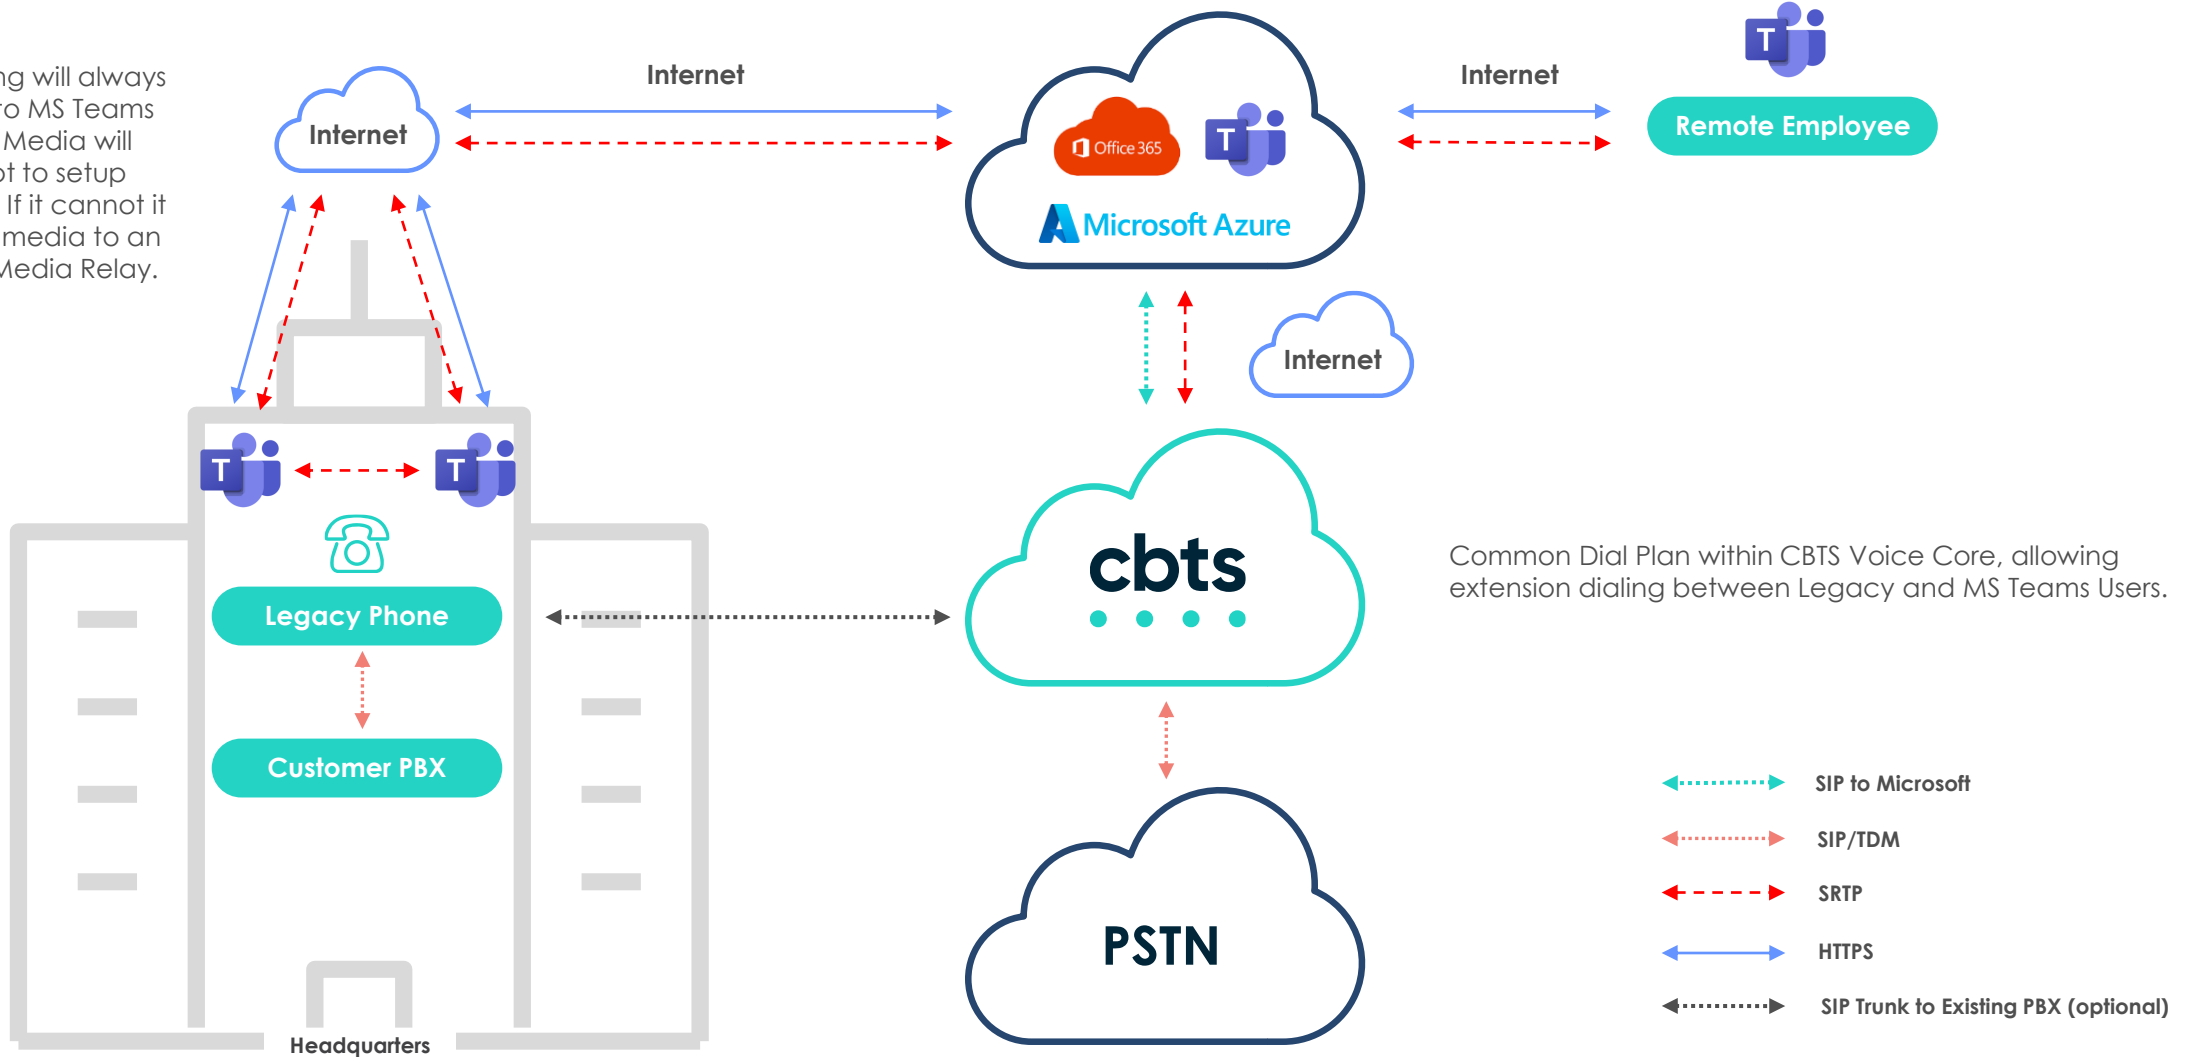 ng will always
to MS Teams
Media will
ot to setup
If it cannot it
media to an
Media Relay.
Internet
Internet
Internet
T
Remote Employee
Office 365
T
Microsoft Azure
Internet
T
T
cbts
Common Dial Plan within CBTS Voice Core, allowing
extension dialing between Legacy and MS Teams Users.
Legacy Phone
Customer PBX
PSTN
SIP to Microsoft
SIP/TDM
SRTP
HTTPS
SIP Trunk to Existing PBX (optional)
Headquarters